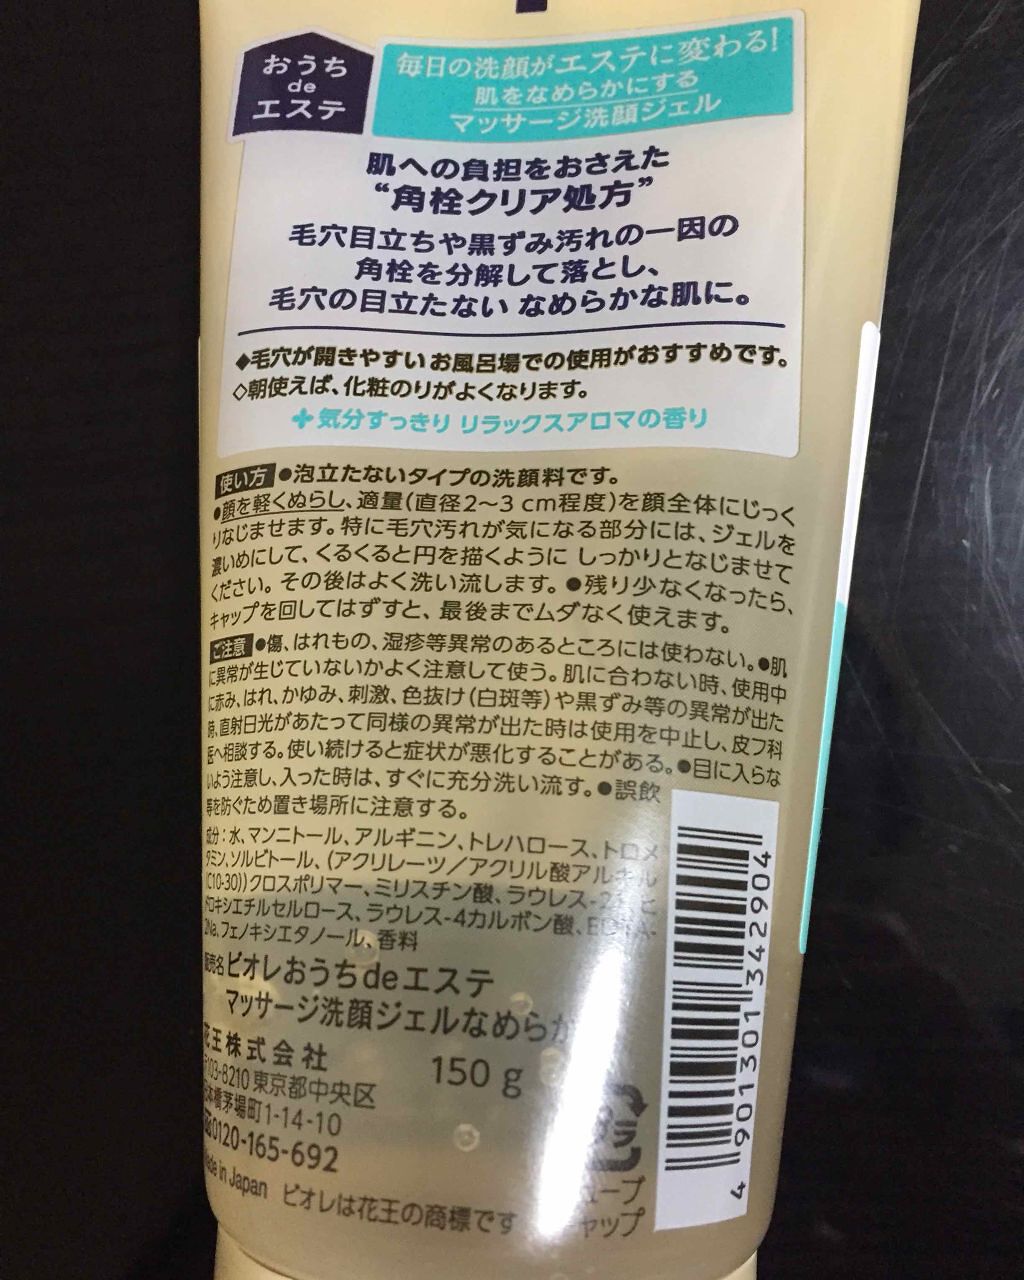 おうち
de
エステ
毎日の洗顔がエステに変わる!
肌をなめらかにする
マッサージ洗顔ジェル
肌への負担をおさえた
“角栓クリア処方”
毛穴目立ちや黒ずみ汚れの一因の
角栓を分解して落とし、
毛穴の目立たない なめらかな肌に。
◆毛穴が開きやすい お風呂場での使用がおすすめです。
◇朝使えば、化粧のりがよくなります。
気分すっきり リラックスアロマの香り
使い方 ●泡立たないタイプの洗顔料です。
●顔を軽くぬらし、適量(直径2〜3 cm程度)を顔全体にじっく
りなじませます。特に毛穴汚れが気になる部分には、ジェルを
濃いめにして、くるくると円を描くように しっかりとなじませて
ください。その後はよく洗い流します。●残り少なくなったら、
キャップを回してはずすと、最後までムダなく使えます。
ご注意 ●傷、はれもの、湿疹等異常のあるところには使わない。●肌
に異常が生じていないかよく注意して使う。肌に合わない時、使用中
に赤み、はれ、かゆみ、刺激、色抜け(白斑等)や黒ずみ等の異常が出た
時、直射日光があたって同様の異常が出た時は使用を中止し、皮フ科
医へ相談する。使い続けると症状が悪化することがある。●目に入らな
いよう注意し、入った時は、すぐに充分洗い流す。●誤飲
等を防ぐため置き場所に注意する。
成分:水、マンニトール、アルギニン、トレハロース、トロメ
タミン、ソルビトール、(アクリレーツ/アクリル酸アルキル
(C10-30))クロスポリマー、ミリスチン酸、ラウレス-2
ドロキシエチルセルロース、ラウレス-4カルボン酸、EDTA-
2Na、フェノキシエタノール、香料
販売名 ビオレおうちdeエステ
マッサージ洗顔ジェルなめらか
花王株式会社
150 g
〒103-8210 東京都中央区
日本橋茅場町1-14-10
0120-165-692
Made in Japan ビオレは花王の商標です
プラ
チューブ
キャップ
4 901301 342904